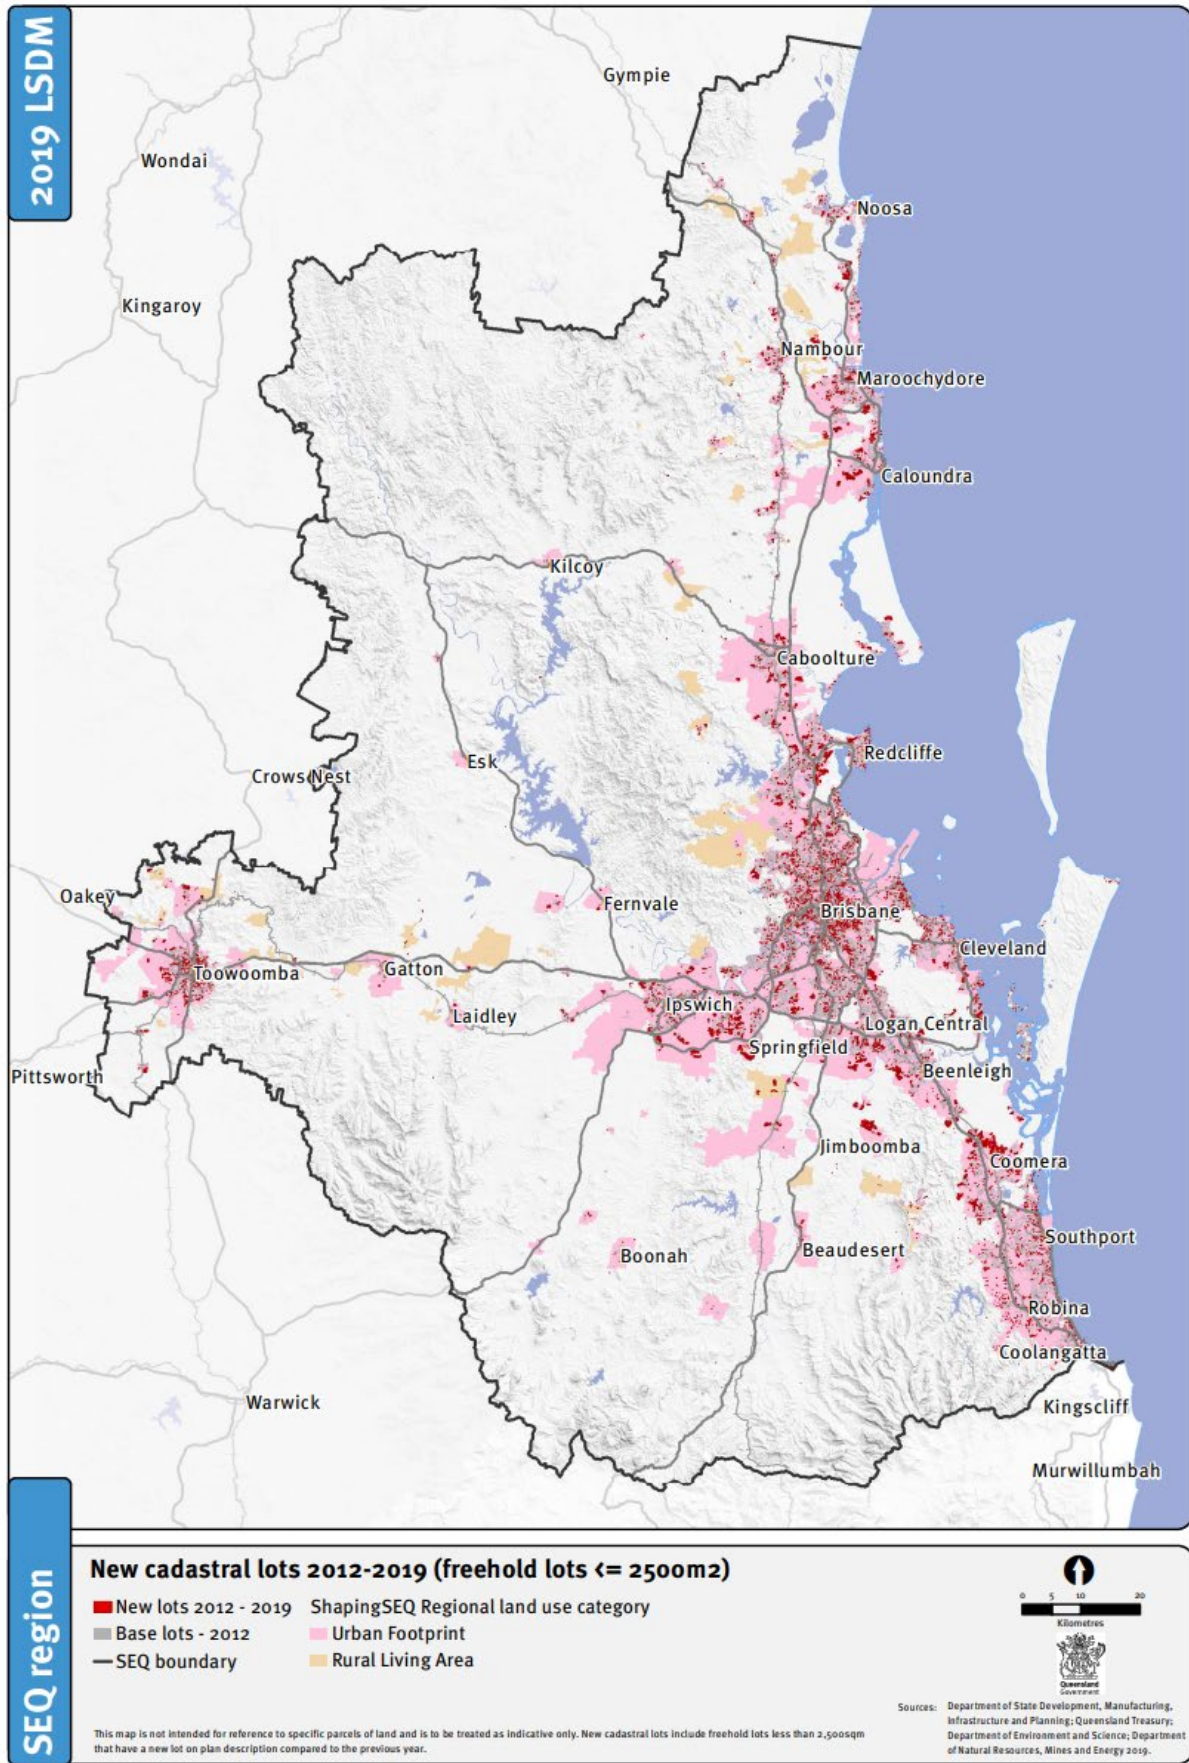 2019 LSDM
Gympie
Wondai
Noosa
Kingaroy
Nambour
Maroochydore
Caloundra
Kilcoy
Caboolture
Redcliffe
Esk
Crows Nest
Oakey
Fernvale
Brisbane
Cleveland
Toowoomba
Gatton
Ipswich
Laidley
Logan Central
Springfield
Beenleigh
Pittsworth
Jimboomba
Coomera
Southport
Boonah
Beaudesert
Robina
Coolangatta
Warwick
Kingscliff
Murwillumbah
SEQ region
New cadastral lots 2012-2019 (freehold lots <= 2500m2)
New lots 2012 - 2019 ShapingSEQ Regional land use category
Base lots - 2012 Urban Footprint
SEQ boundary Rural Living Area
0 5 10 20
Kilometres
Queensland
Government
Sources: Department of State Development, Manufacturing,
Infrastructure and Planning; Queensland Treasury;
Department of Environment and Science; Department
of Natural Resources, Mines and Energy 2019.
This map is not intended for reference to specific parcels of land and is to be treated as indicative only. New cadastral lots include freehold lots less than 2,500sqm
that have a new lot on plan description compared to the previous year.